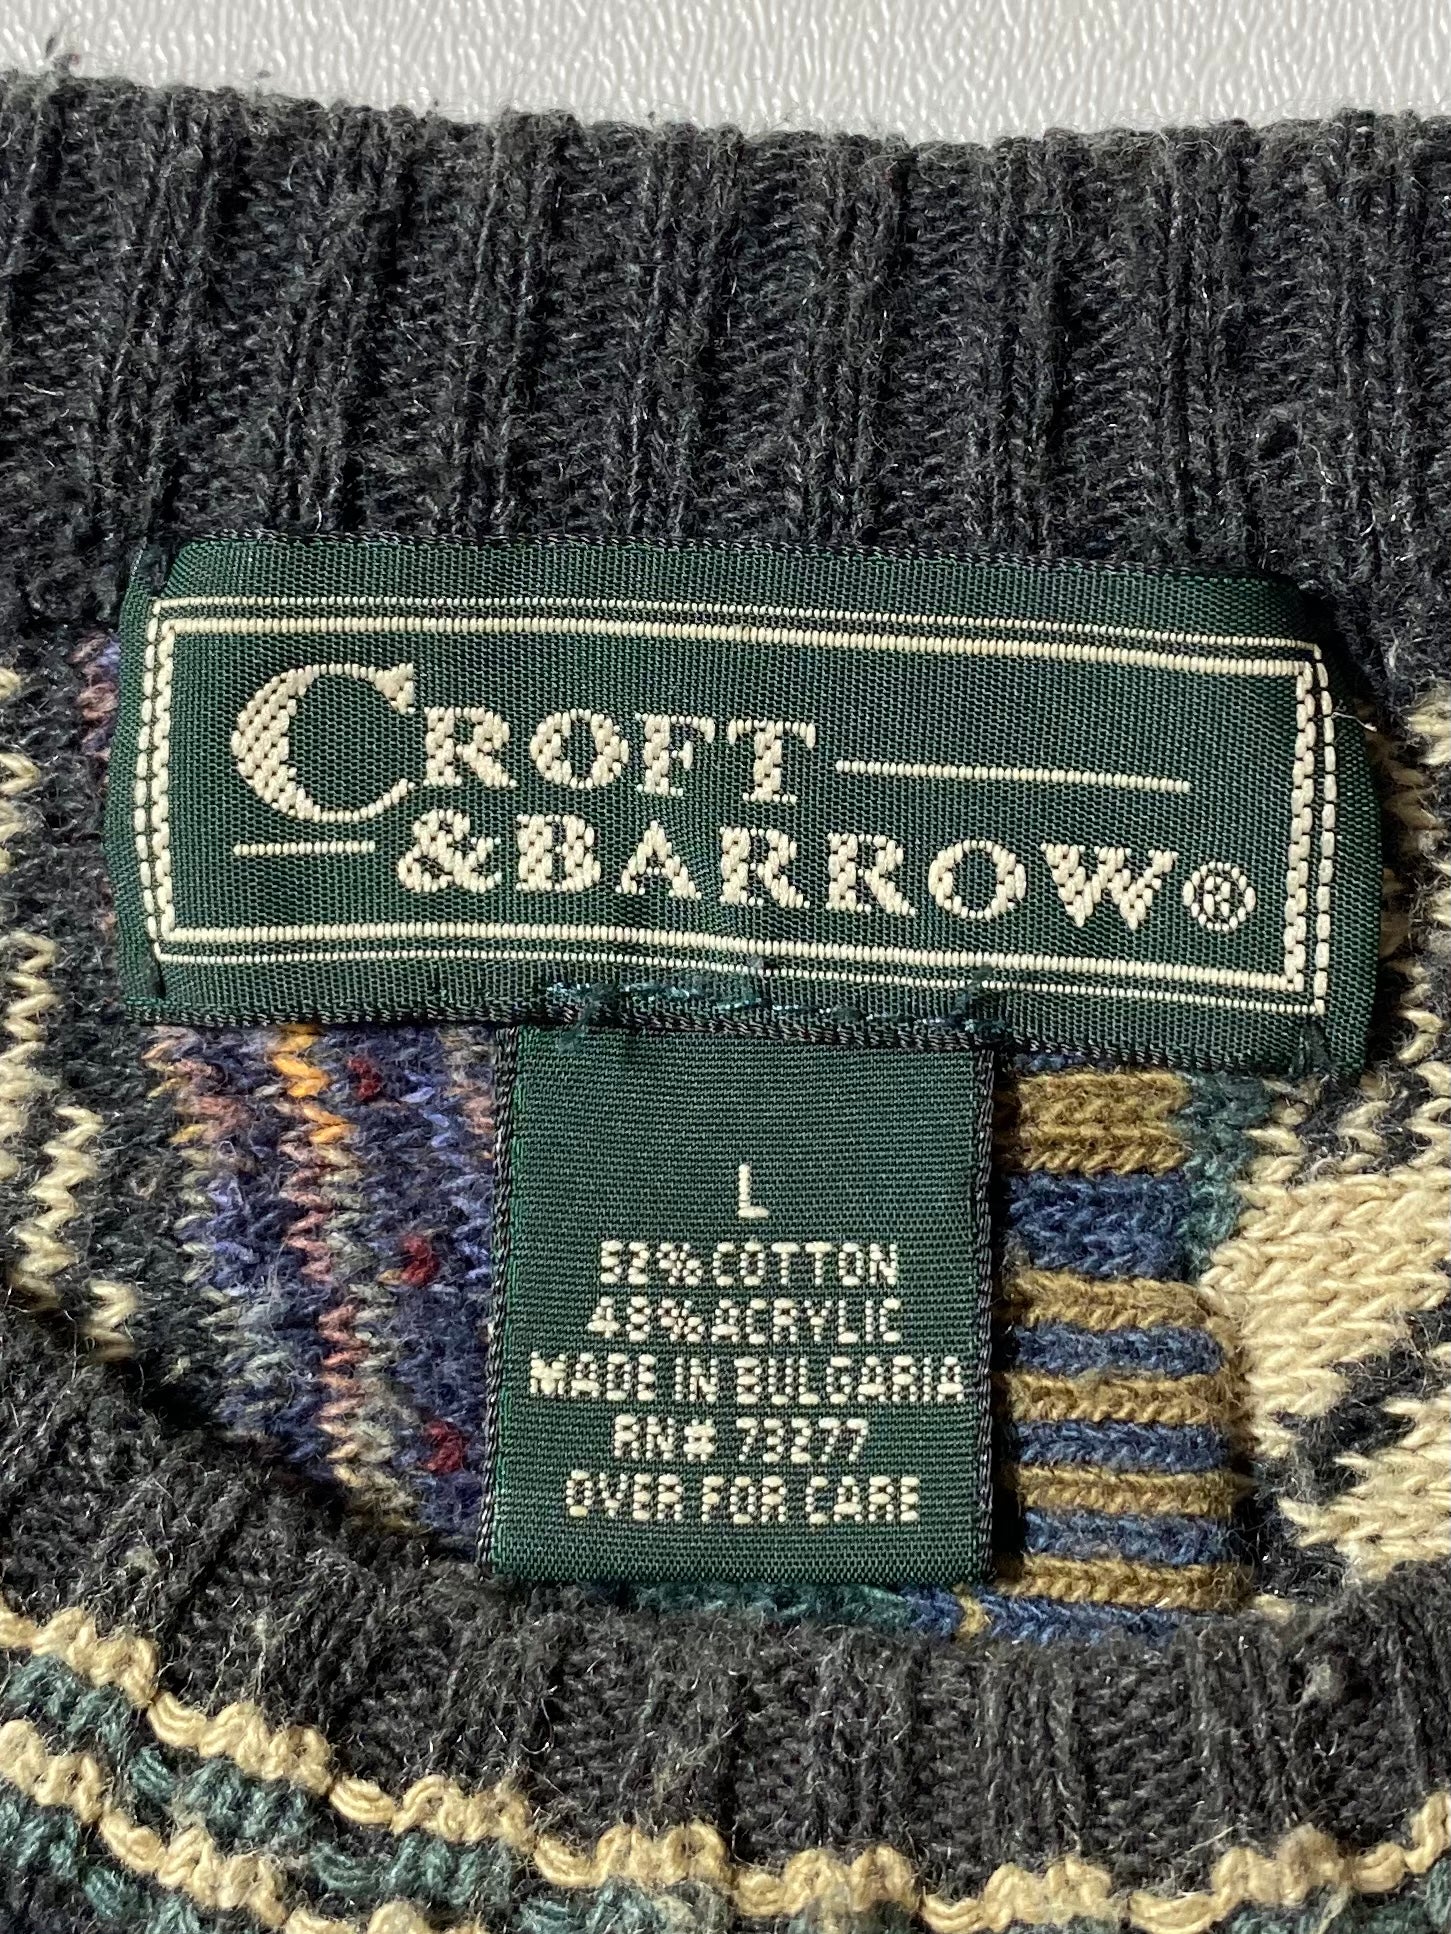 CROFT
&BARROW®
L
52% COTTON
48% ACRYLIC
MADE IN BULGARIA
RN# 73277
OVER FOR CARE